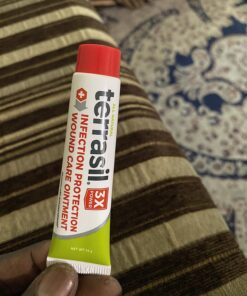 terrasil®
3X
INFECTION PROTECTION
WOUND CARE OINTMENT